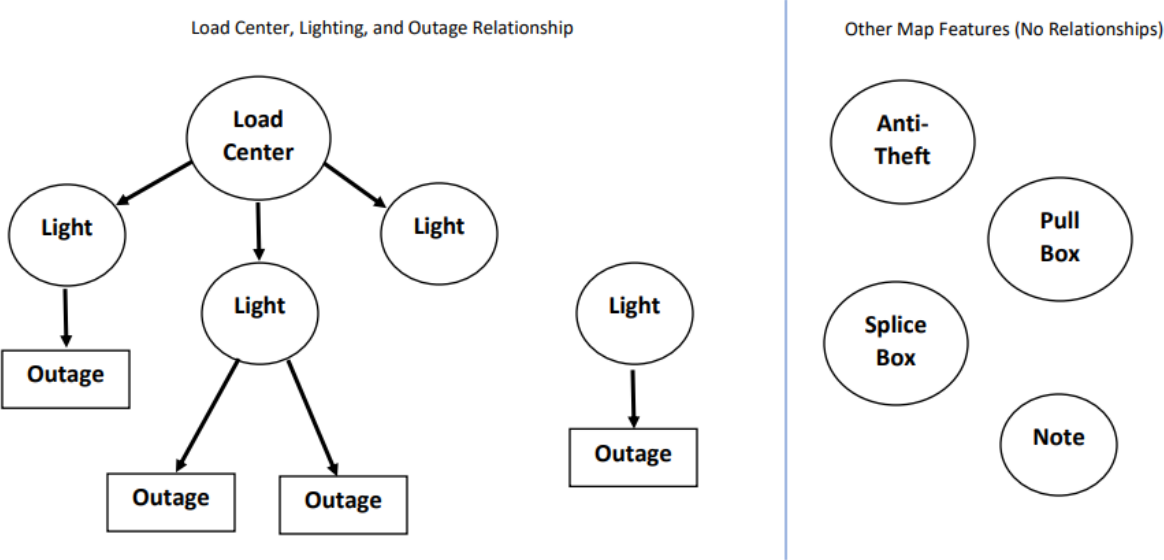 Load Center, Lighting, and Outage Relationship
Load
Center
Light
Light
Light
Outage
Outage
Outage
Light
Outage
Other Map Features (No Relationships)
Anti-
Theft
Pull
Box
Splice
Box
Note